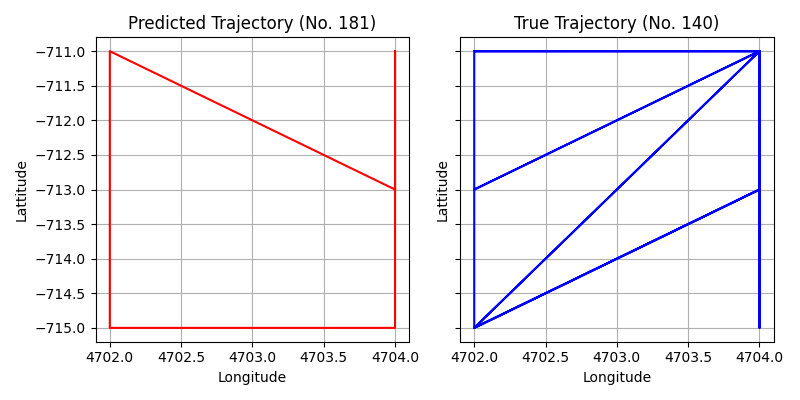 Predicted Trajectory (No. 181)
True Trajectory (No. 140)
Lattitude
−711.0
−711.5
−712.0
−712.5
−713.0
−713.5
−714.0
−714.5
−715.0
4702.0 4702.5 4703.0 4703.5 4704.0
Longitude
Lattitude
4702.0 4702.5 4703.0 4703.5 4704.0
Longitude